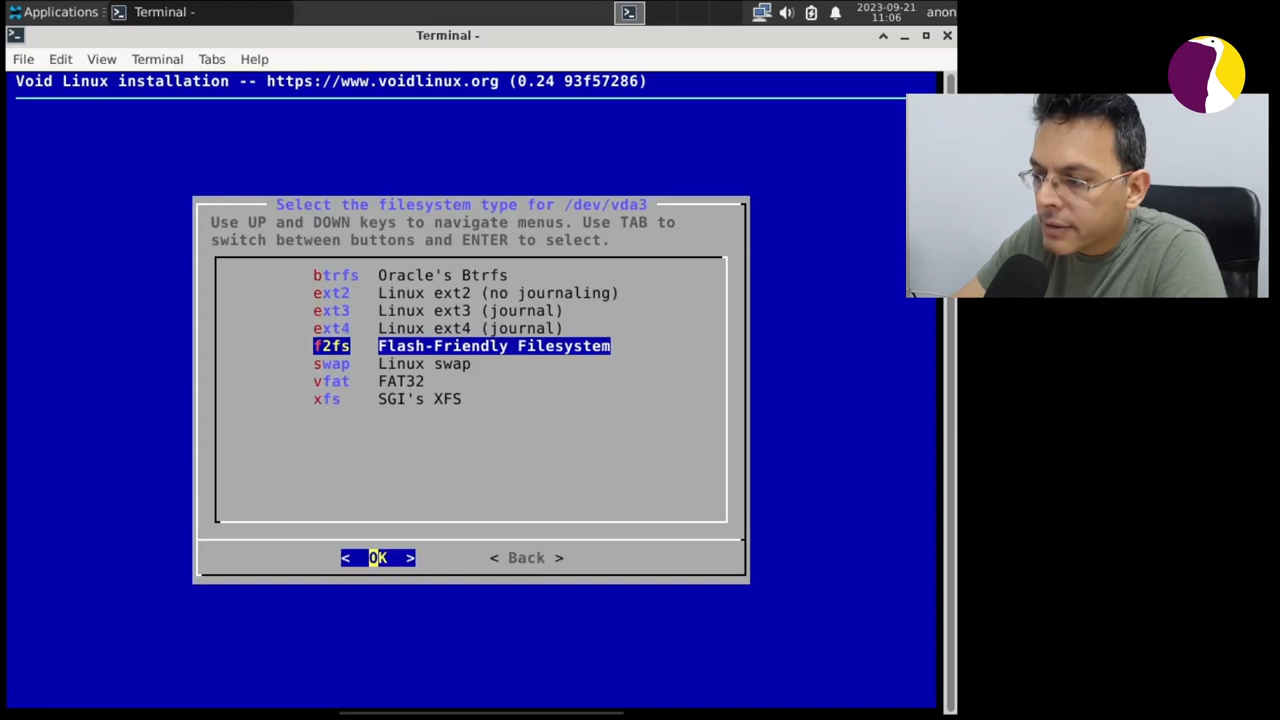 Applications
Terminal -
2023-09-21
11:06
anon
Terminal -
File Edit View Terminal Tabs Help
Void Linux installation -- https://www.voidlinux.org (0.24 93f57286)
Select the filesystem type for /dev/vda3
Use UP and DOWN keys to navigate menus. Use TAB to
switch between buttons and ENTER to select.
btrfs Oracle's Btrfs
ext2 Linux ext2 (no journaling)
ext3 Linux ext3 (journal)
ext4 Linux ext4 (journal)
f2fs Flash-Friendly Filesystem
swap Linux swap
vfat FAT32
xfs SGI's XFS
< OK > < Back >